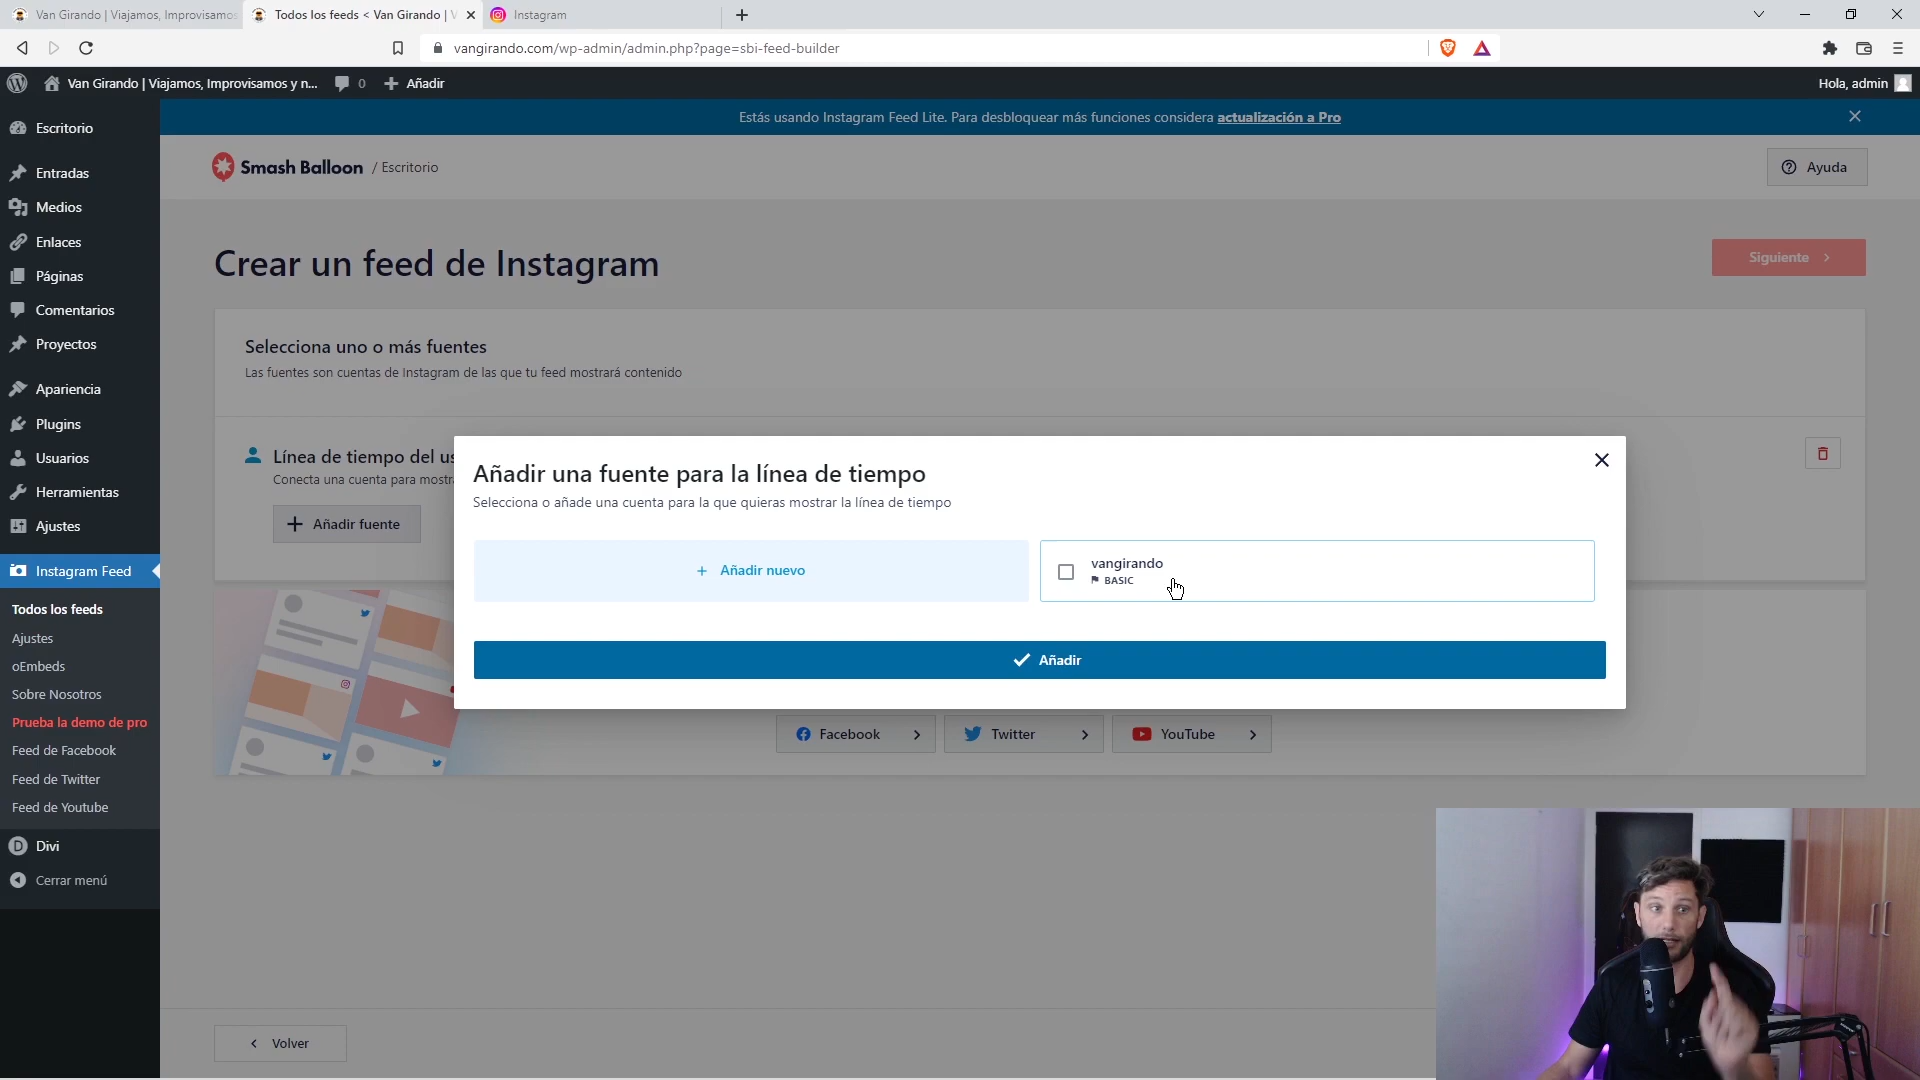 Van Girando | Viajamos, Improvisamos
Todos los feeds < Van Girando | V
Instagram
vangirando.com/wp-admin/admin.php?page=sbi-feed-builder
Van Girando | Viajamos, Improvisamos y n...
0
Añadir
Hola, admin
Estás usando Instagram Feed Lite. Para desbloquear más funciones considera actualización a Pro
Escritorio
Entradas
Medios
Enlaces
Páginas
Comentarios
Proyectos
Apariencia
Plugins
Usuarios
Herramientas
Ajustes
Instagram Feed
Todos los feeds
Ajustes
oEmbeds
Sobre Nosotros
Prueba la demo de pro
Feed de Facebook
Feed de Twitter
Feed de Youtube
Divi
Cerrar menú
Smash Balloon / Escritorio
Ayuda
Crear un feed de Instagram
Siguiente
Selecciona uno o más fuentes
Las fuentes son cuentas de Instagram de las que tu feed mostrará contenido
Línea de tiempo del us
Conecta una cuenta para mostr
Añadir fuente
Añadir una fuente para la línea de tiempo
Selecciona o añade una cuenta para la que quieras mostrar la línea de tiempo
+ Añadir nuevo
vangirando
BASIC
Añadir
Facebook
Twitter
YouTube
Volver